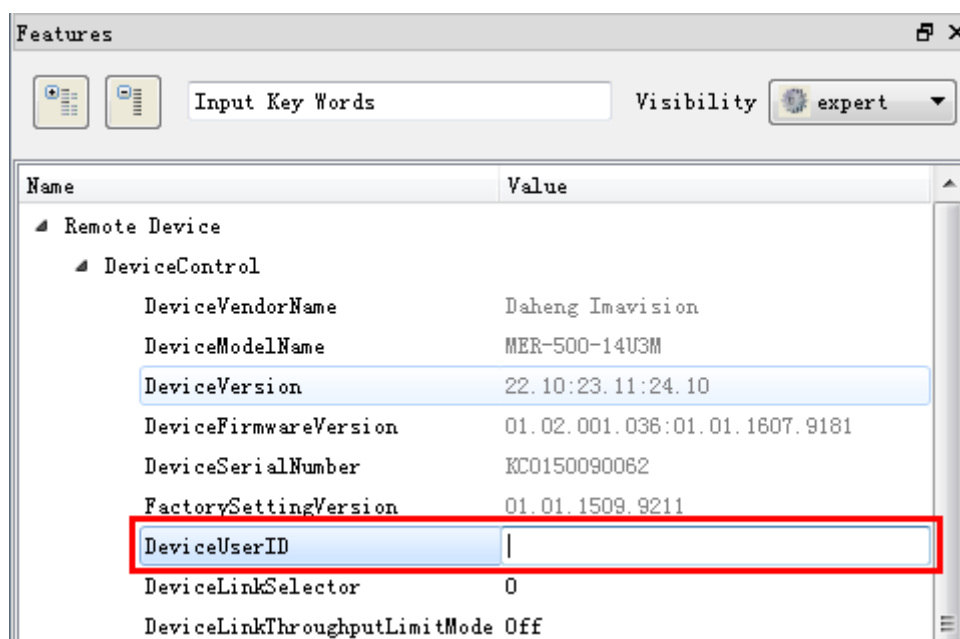 Features
Input Key Words Visibility expert
Name Value
Remote Device
DeviceControl
DeviceVendorName Daheng Imavision
DeviceModelName MER-500-14U3M
DeviceVersion 22.10:23.11:24.10
DeviceFirmwareVersion 01.02.001.036:01.01.1607.9181
DeviceSerialNumber KC0150090062
FactorySettingVersion 01.01.1509.9211
DeviceUserID
DeviceLinkSelector 0
DeviceLinkThroughputLimitMode Off